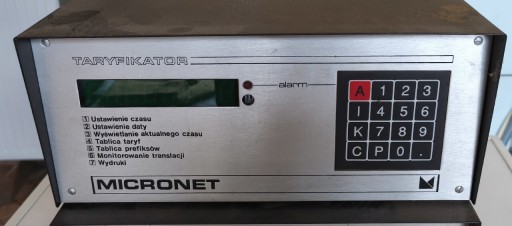 TARYFIKATOR
alarm
A 1 2 3
I 4 5 6
K 7 8 9
C P 0 .
1 Ustawienie czasu
2 Ustawienie daty
3 Wyświetlanie aktualnego czasu
4 Tablica taryf
5 Tablica prefiksów
6 Monitorowanie translacji
7 Wydruki
MICRONET